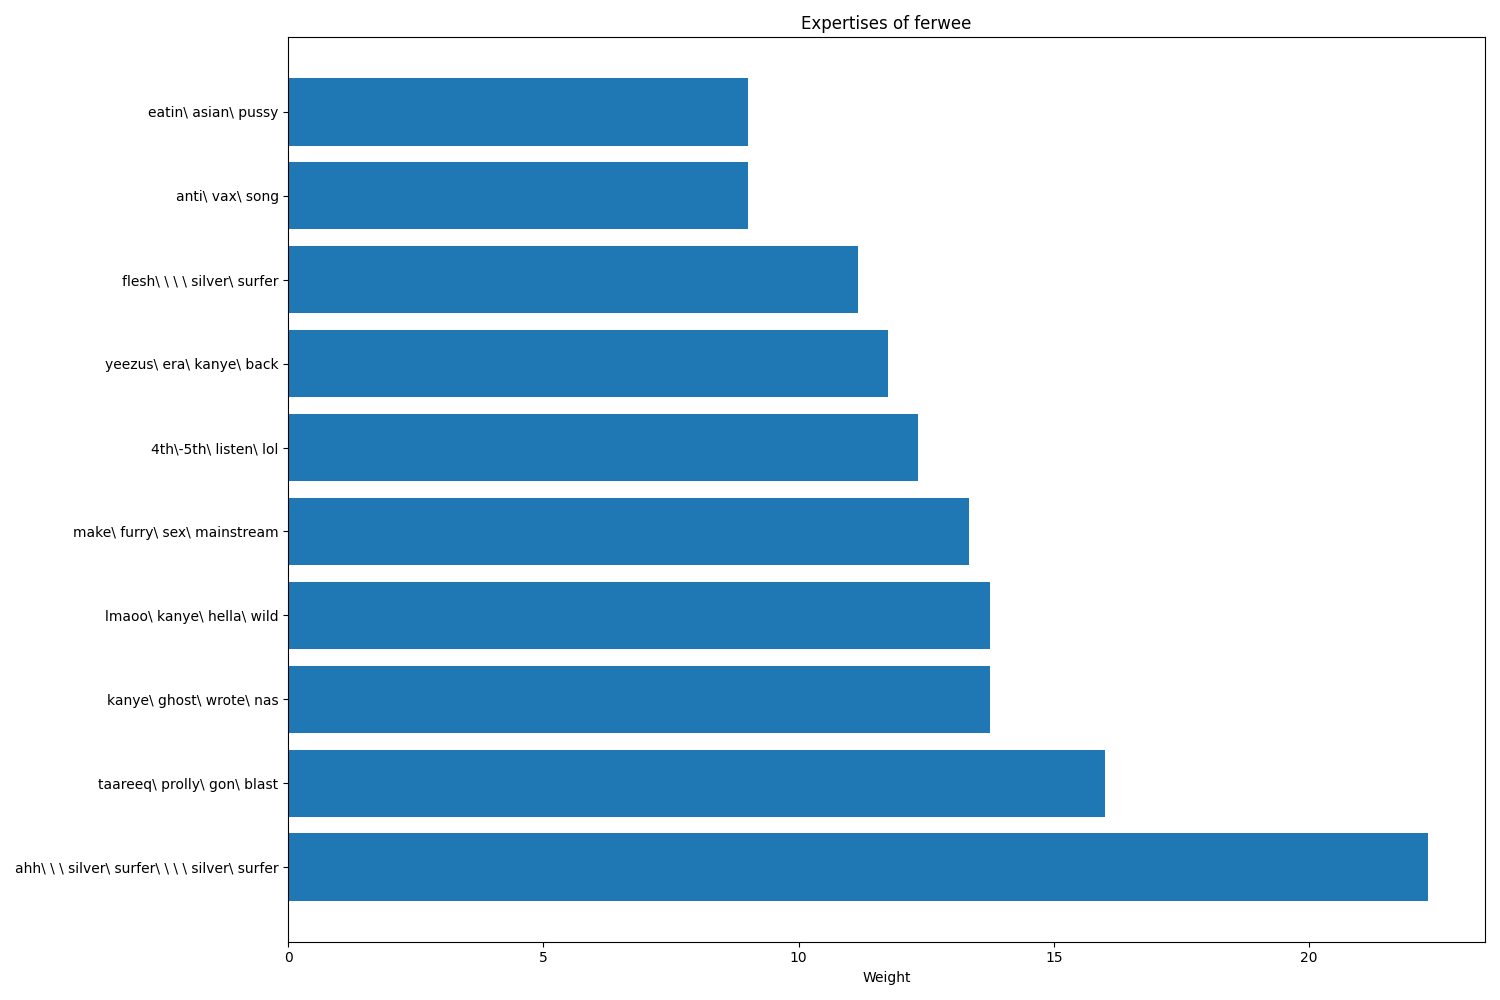 Expertises of ferwee
eatin\ asian\ pussy
anti\ vax\ song
flesh\ \ \ \ silver\ surfer
yeezus\ era\ kanye\ back
4th\-5th\ listen\ lol
make\ furry\ sex\ mainstream
lmaoo\ kanye\ hella\ wild
kanye\ ghost\ wrote\ nas
taareeq\ prolly\ gon\ blast
ahh\ \ \ silver\ surfer\ \ \ \ silver\ surfer
0 5 10 15 20
Weight